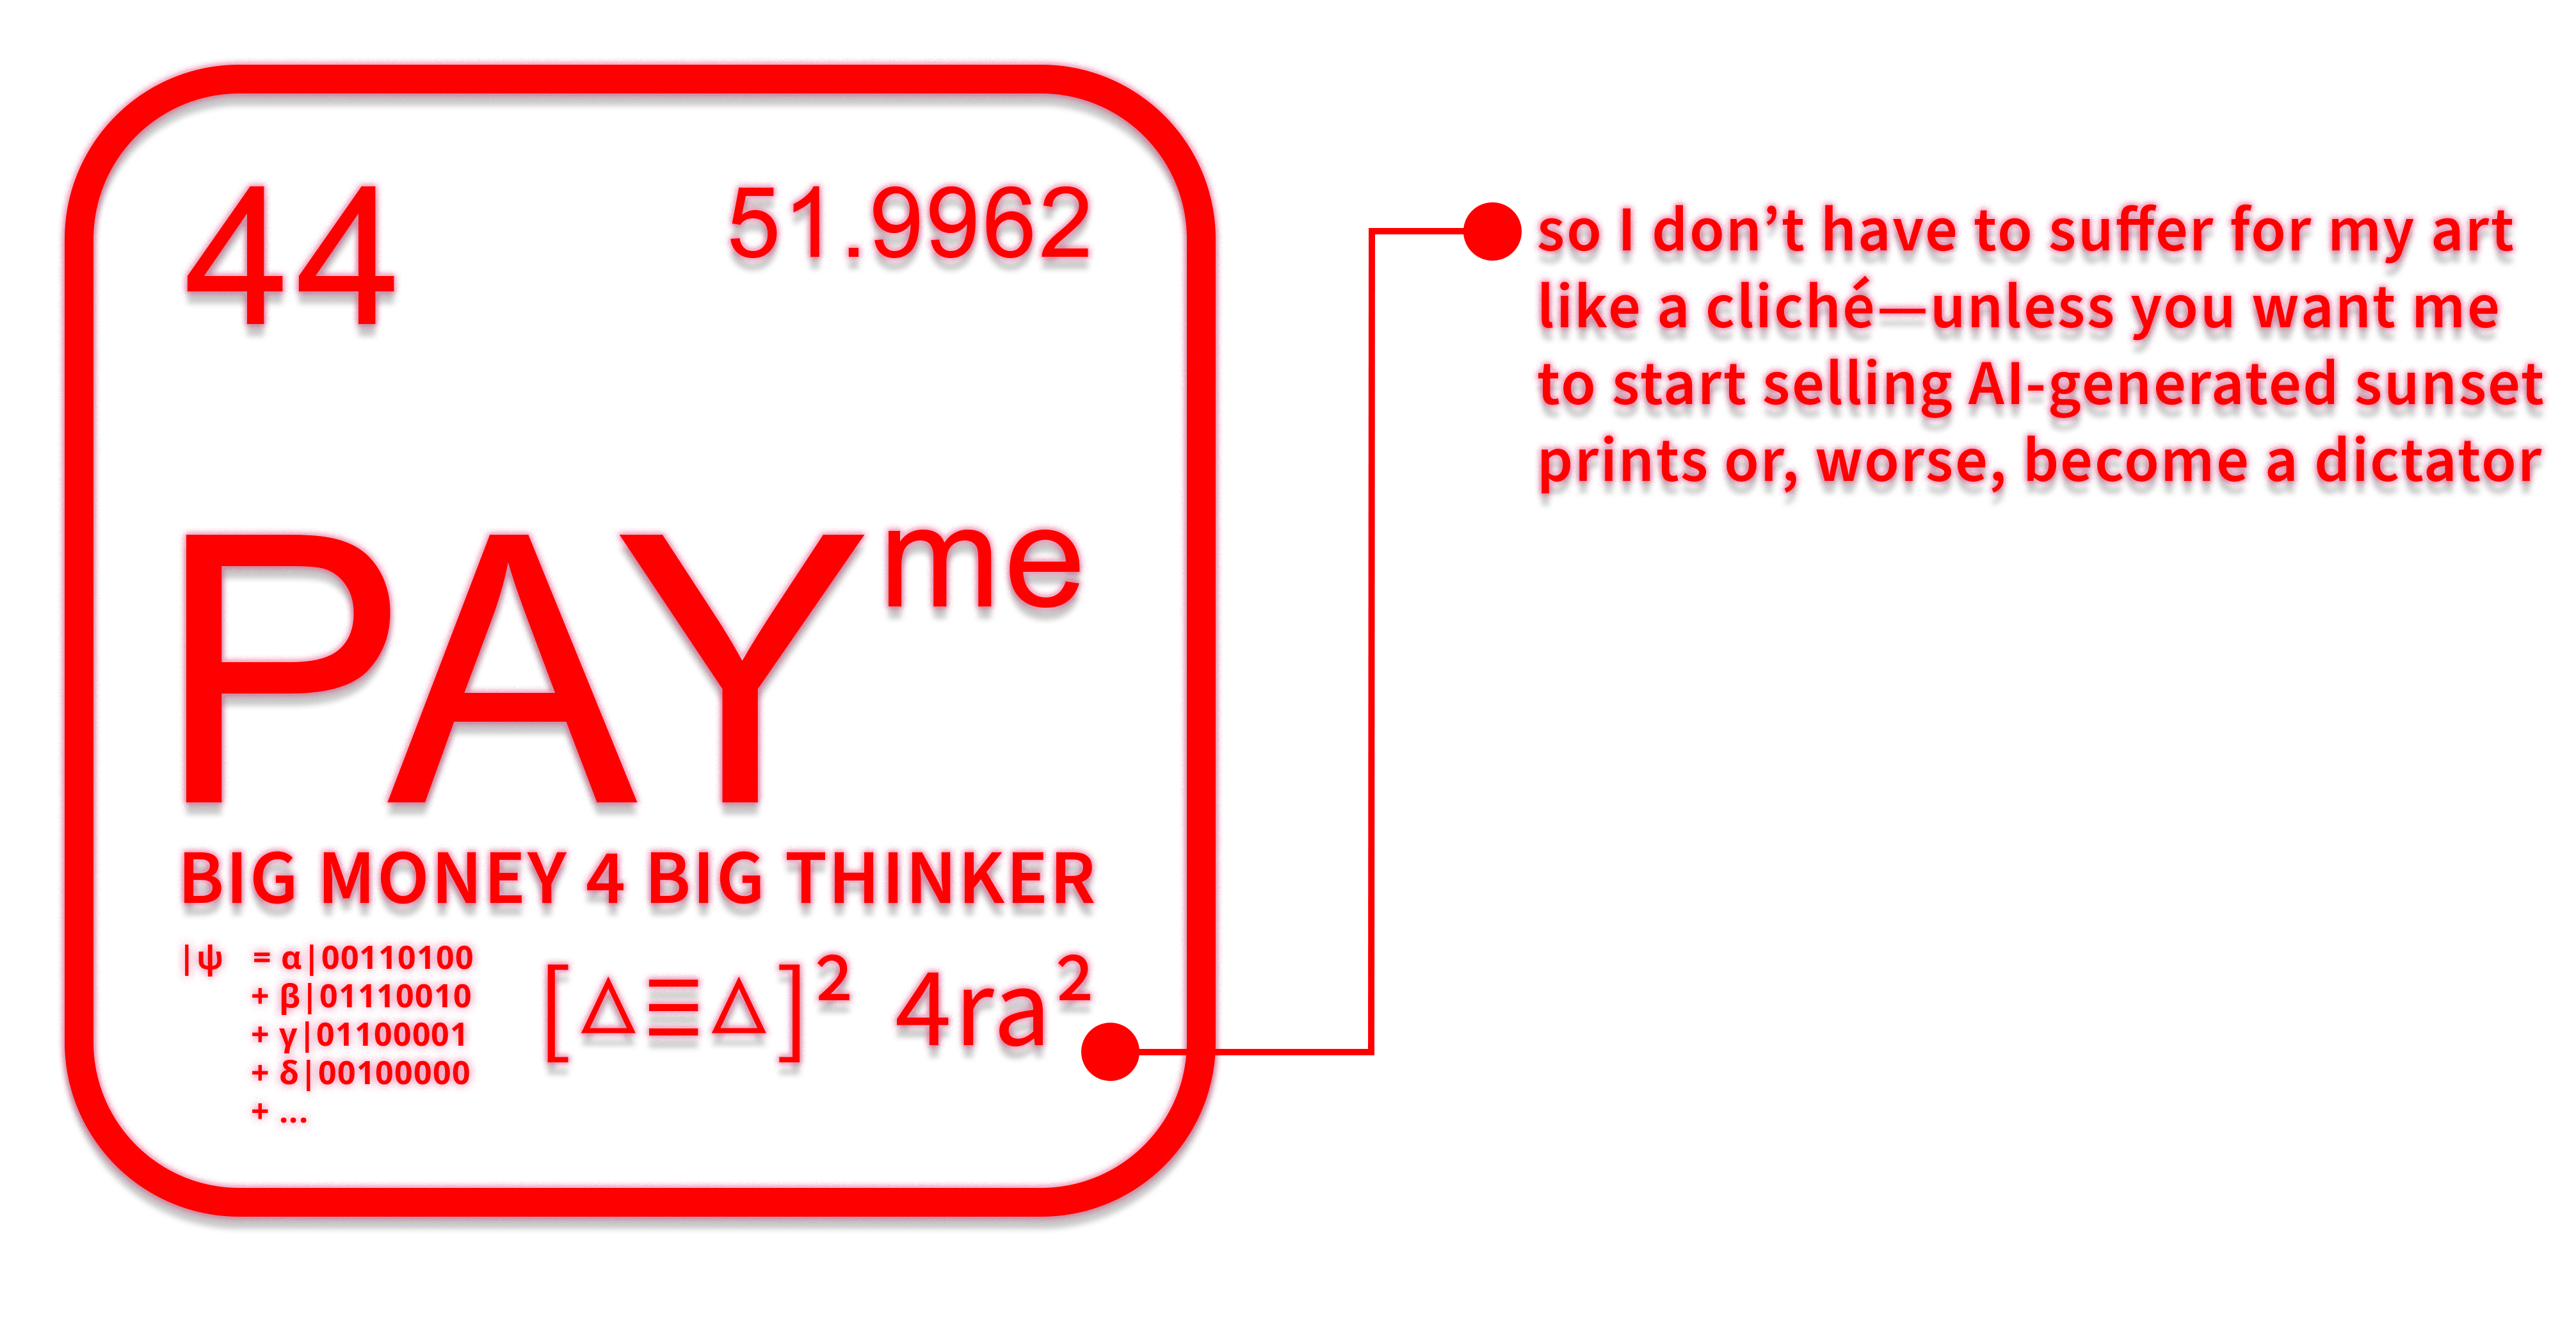 44
51.9962
PAYᵐᵉ
BIG MONEY 4 BIG THINKER
|ψ = α|00110100
+ β|01110010
+ γ|01100001
+ δ|00100000
+ ...
[△☰△]² 4ra²
so I don’t have to suffer for my art
like a cliché—unless you want me
to start selling AI-generated sunset
prints or, worse, become a dictator